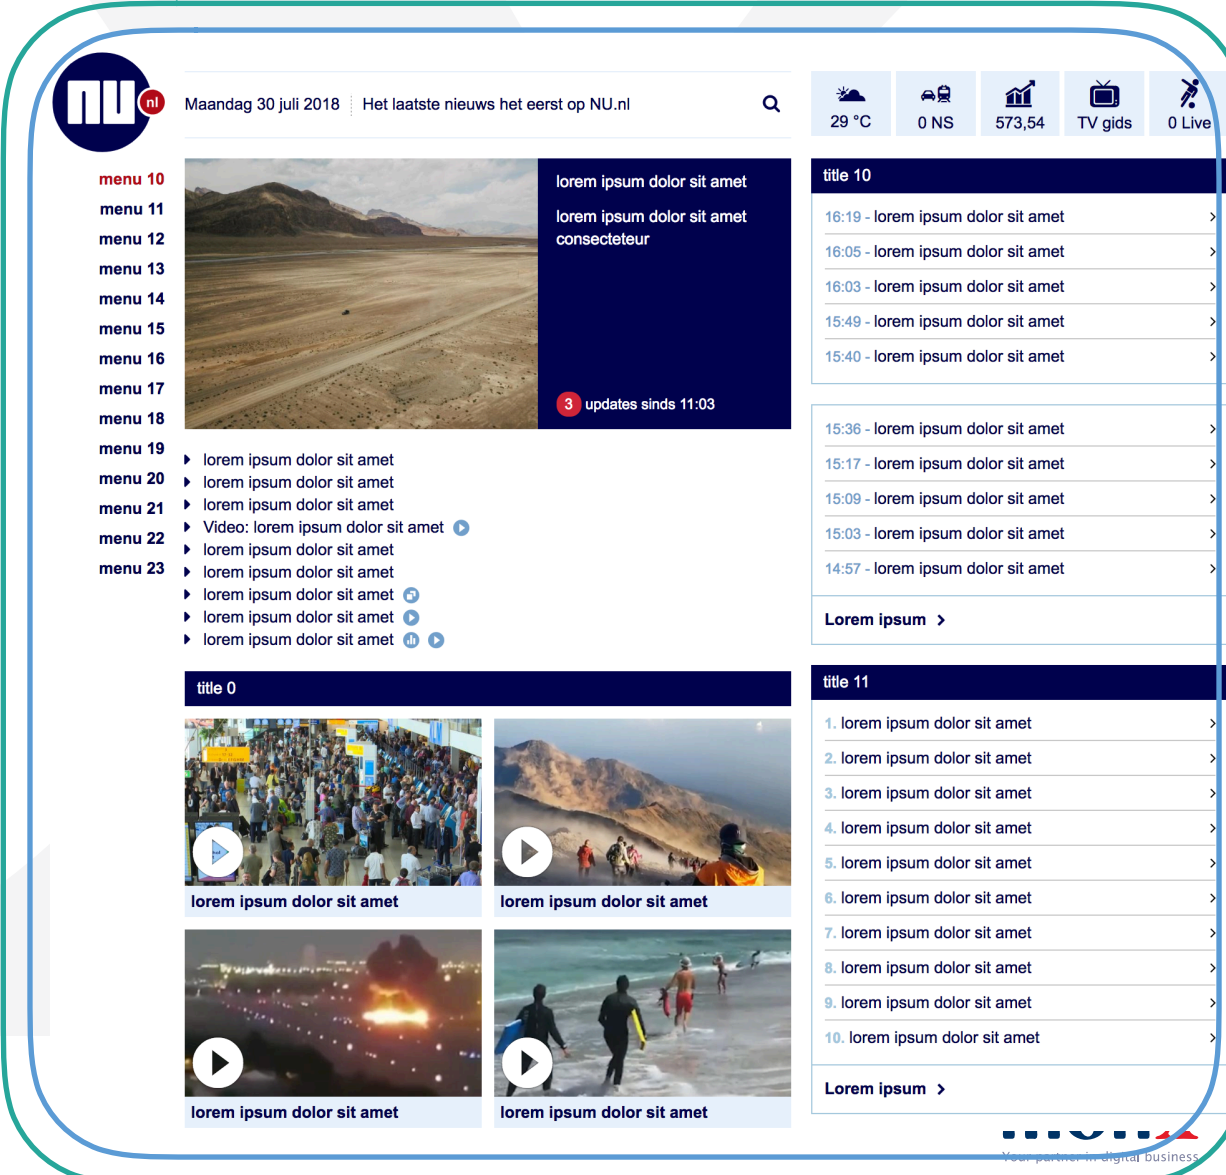 NU
nl
Maandag 30 juli 2018
Het laatste nieuws het eerst op NU.nl
29 °C
0 NS
573,54
TV gids
0 Live
menu 10
menu 11
menu 12
menu 13
menu 14
menu 15
menu 16
menu 17
menu 18
menu 19
menu 20
menu 21
menu 22
menu 23
lorem ipsum dolor sit amet
lorem ipsum dolor sit amet
consecteteur
3 updates sinds 11:03
lorem ipsum dolor sit amet
lorem ipsum dolor sit amet
lorem ipsum dolor sit amet
Video: lorem ipsum dolor sit amet
lorem ipsum dolor sit amet
lorem ipsum dolor sit amet
lorem ipsum dolor sit amet
lorem ipsum dolor sit amet
lorem ipsum dolor sit amet
title 0
lorem ipsum dolor sit amet
lorem ipsum dolor sit amet
lorem ipsum dolor sit amet
lorem ipsum dolor sit amet
title 10
16:19 - lorem ipsum dolor sit amet
16:05 - lorem ipsum dolor sit amet
16:03 - lorem ipsum dolor sit amet
15:49 - lorem ipsum dolor sit amet
15:40 - lorem ipsum dolor sit amet
15:36 - lorem ipsum dolor sit amet
15:17 - lorem ipsum dolor sit amet
15:09 - lorem ipsum dolor sit amet
15:03 - lorem ipsum dolor sit amet
14:57 - lorem ipsum dolor sit amet
Lorem ipsum
title 11
1. lorem ipsum dolor sit amet
2. lorem ipsum dolor sit amet
3. lorem ipsum dolor sit amet
4. lorem ipsum dolor sit amet
5. lorem ipsum dolor sit amet
6. lorem ipsum dolor sit amet
7. lorem ipsum dolor sit amet
8. lorem ipsum dolor sit amet
9. lorem ipsum dolor sit amet
10. lorem ipsum dolor sit amet
Lorem ipsum
Your partner in digital business